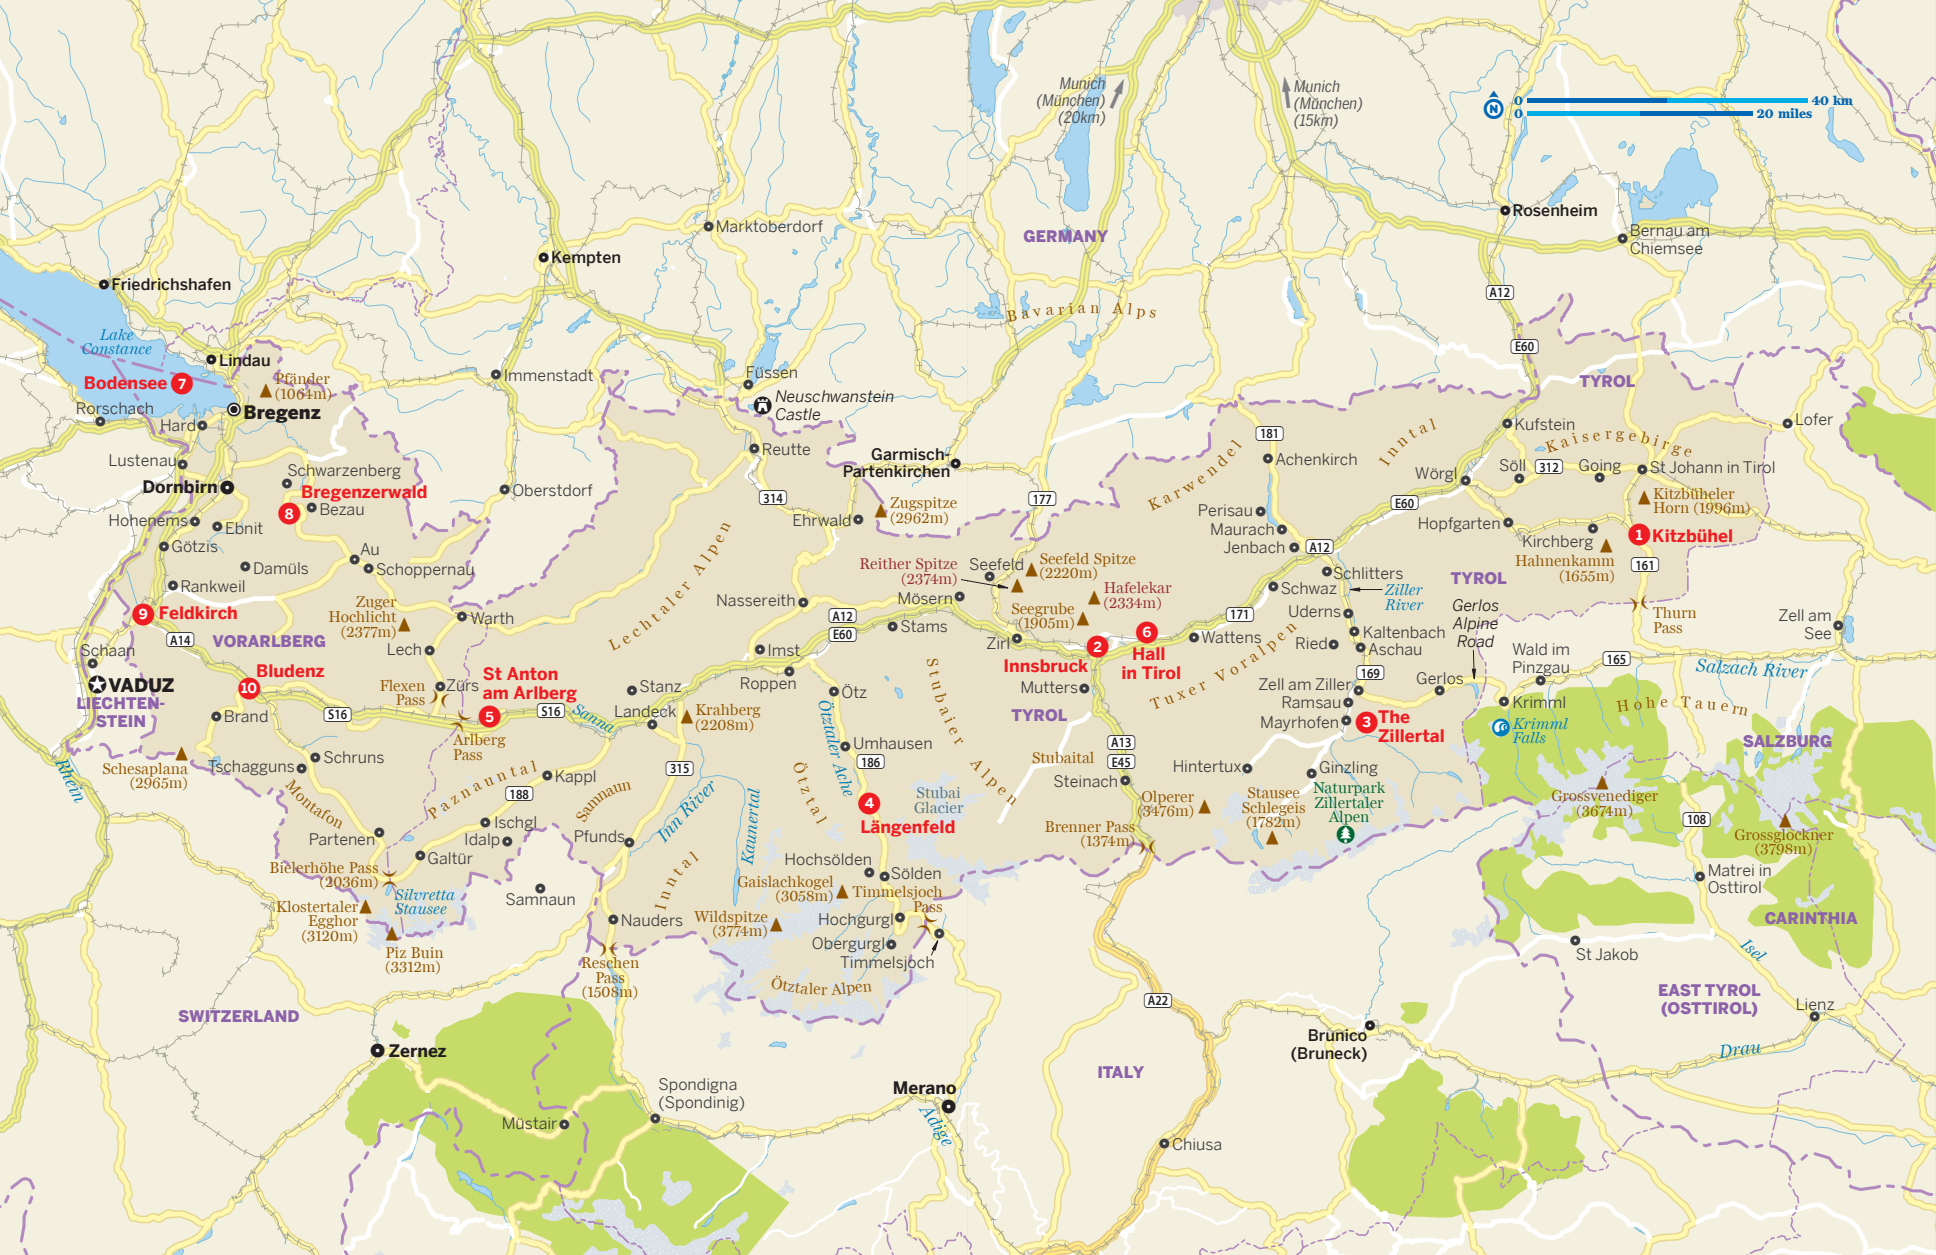 Munich
(München)
(20km)
Munich
(München)
(15km)
0
40 km
N
0
20 miles
Rosenheim
Bernau am
Chiemsee
Marktoberdorf
GERMANY
Kempten
Friedrichshafen
A12
Bavarian Alps
Lake
Constance
E60
Lindau
Bodensee 7
Pfänder
(1064m)
Immenstadt
Füssen
TYROL
Neuschwanstein
Castle
Rorschach
Hard
Bregenz
Lofer
Kufstein
181
Karwendel
Inntal
Kaisergebirge
Reutte
Garmisch-
Partenkirchen
Achenkirch
Lustenau
Schwarzenberg
Wörgl
Söll
312
Going
St Johann in Tirol
Dornbirn
Bregenzerwald
8
Bezau
Oberstdorf
314
177
Zugspitze
(2962m)
E60
Kitzbüheler
Horn (1996m)
Hohenems
Ebnit
Ehrwald
Perisau
Maurach
Jenbach
A12
Hopfgarten
Kirchberg
1 Kitzbühel
Hahnenkamm
(1655m)
Götzis
Au
Schoppernau
Damüls
Lechtaler Alpen
Reither Spitze
(2374m)
Seefeld
Seefeld Spitze
(2220m)
Schlitters
161
TYROL
Rankweil
Zuger
Hochlicht
(2377m)
Nassereith
Mösern
Hafelekar
(2334m)
Seegrube
(1905m)
Schwaz
Ziller
River
Gerlos
Alpine
Road
Thurn
Pass
9 Feldkirch
Warth
A12
E60
Stams
Zirl
171
Uderns
Zell am
See
A14
VORARLBERG
Lech
Imst
Innsbruck
2
6
Hall
in Tirol
Wattens
Kaltenbach
Ried
Aschau
Wald im
Pinzgau
165
Salzach River
Schaan
VADUZ
LIECHTEN-
STEIN
Bludenz
10
St Anton
am Arlberg
5
Flexen
Pass
Zürs
Stanz
Roppen
Ötz
Mutters
Tuxer Voralpen
169
Zell am Ziller
Gerlos
Ramsau
Krimml
Krimml
Falls
Hohe Tauern
Brand
S16
S16
Sanna
Landeck
Krahberg
(2208m)
Ötztaler Ache
Stubaier Alpen
TYROL
Mayrhofen
3 The
Zillertal
SALZBURG
Arlberg
Pass
Umhausen
A13
E45
Stubaital
Schesaplana
(2965m)
Tschagguns
Schruns
Rhein
Montafon
Paznauntal
Kappl
315
186
Steinach
Hintertux
Ginzling
Grossvenediger
(3674m)
188
Samnaun
Inn River
Kaunertal
Ötztal
4
Längenfeld
Stubai
Glacier
Olperer
(3476m)
Stausee
Schlegeis
(1782m)
Naturpark
Zillertaler
Alpen
108
Grossglockner
(3798m)
Partenen
Ischgl
Idalp
Pfunds
Brenner Pass
(1374m)
Galtür
Bielerhöhe Pass
(2036m)
Silvretta
Stausee
Samnaun
Inntal
Hochsölden
Sölden
Gaislachkogel
(3058m)
Timmelsjoch
Pass
Matrei in
Osttirol
Klostertaler
Egghor
(3120m)
Nauders
Wildspitze
(3774m)
Hochgurgl
Obergurgl
Timmelsjoch
CARINTHIA
Piz Buin
(3312m)
Reschen
Pass
(1508m)
Ötztaler Alpen
St Jakob
Isel
SWITZERLAND
A22
EAST TYROL
(OSTTIROL)
Lienz
Zernez
Brunico
(Bruneck)
Drau
ITALY
Spondigna
(Spondinig)
Merano
Müstair
Adige
Chiusa